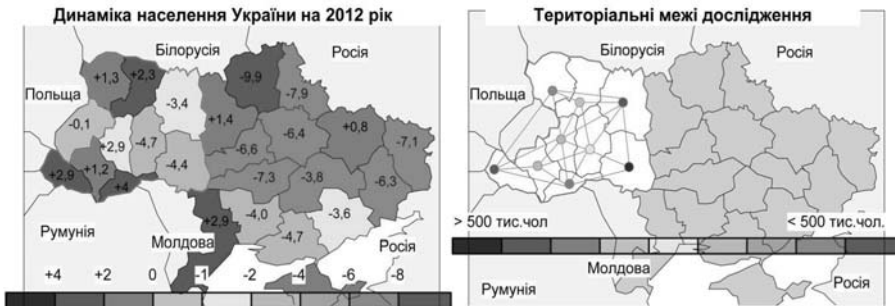 Динаміка населення України на 2012 рік
Білорусія
Росія
Польща
+1,3
+2,3
-9,9
-7,9
-3,4
+1,4
-0,1
+2,9
-4,7
-6,6
-6,4
+0,8
-7,1
-4,4
+2,9
+1,2
+4
-7,3
-3,8
-6,3
+2,9
-4,0
-3,6
-4,7
Румунія
Молдова
Росія
+4 +2 0 -1 -2 -4 -6 -8
Територіальні межі дослідження
Білорусія
Росія
Польща
> 500 тис.чол
< 500 тис.чол.
Молдова
Румунія
Росія